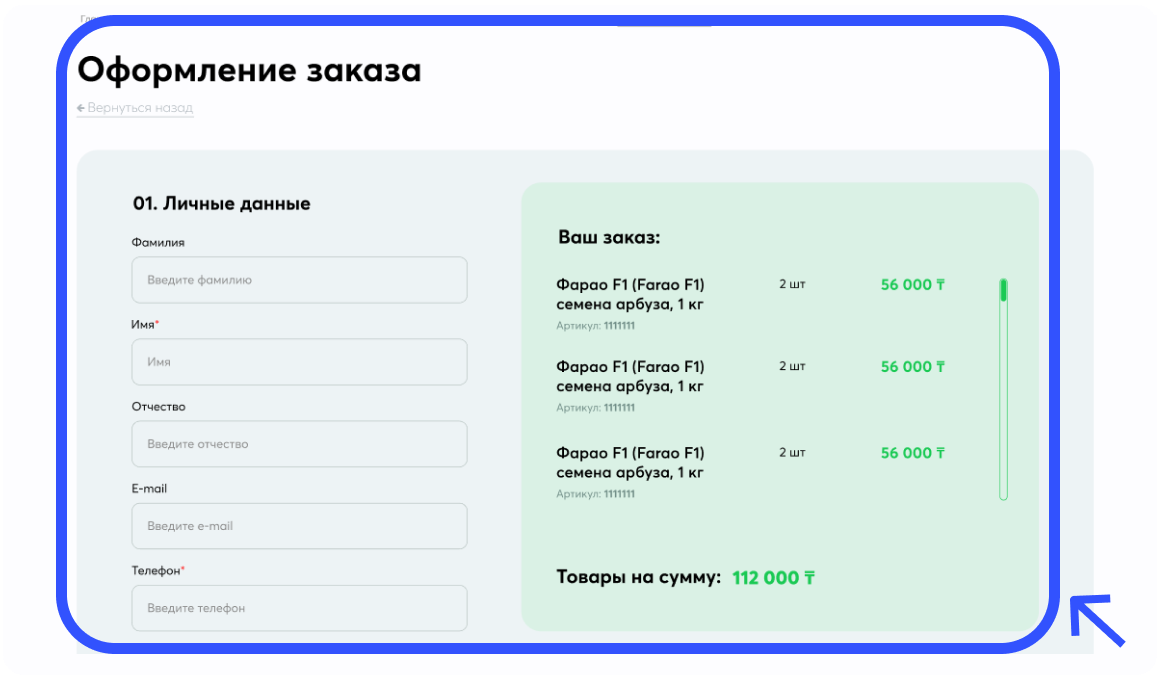 Оформление заказа
Вернуться назад
01. Личные данные
Фамилия
Введите фамилию
Имя*
Имя
Отчество
Введите отчество
E-mail
Введите e-mail
Телефон*
Введите телефон
Ваш заказ:
Фарао F1 (Farao F1) 2 шт 56 000 ₸
семена арбуза, 1 кг
Артикул: 1111111
Фарао F1 (Farao F1) 2 шт 56 000 ₸
семена арбуза, 1 кг
Артикул: 1111111
Фарао F1 (Farao F1) 2 шт 56 000 ₸
семена арбуза, 1 кг
Артикул: 1111111
Товары на сумму: 112 000 ₸